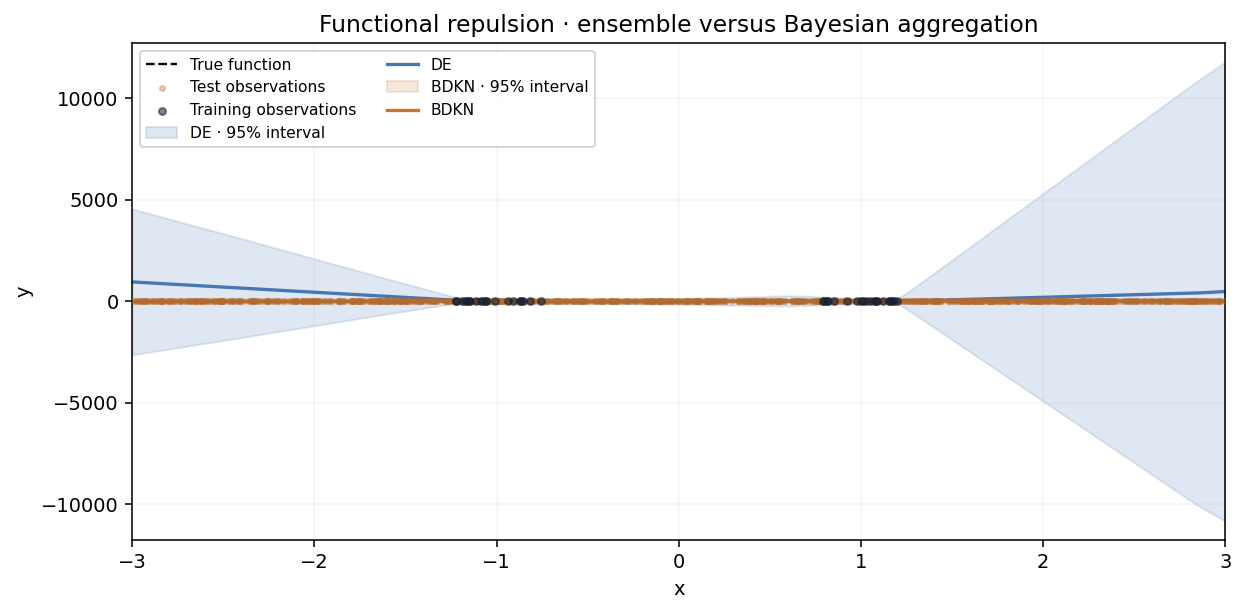 Functional repulsion · ensemble versus Bayesian aggregation
True function
Test observations
Training observations
DE · 95% interval
DE
BDKN · 95% interval
BDKN
10000
5000
0
−5000
−10000
y
−3
−2
−1
0
1
2
3
x